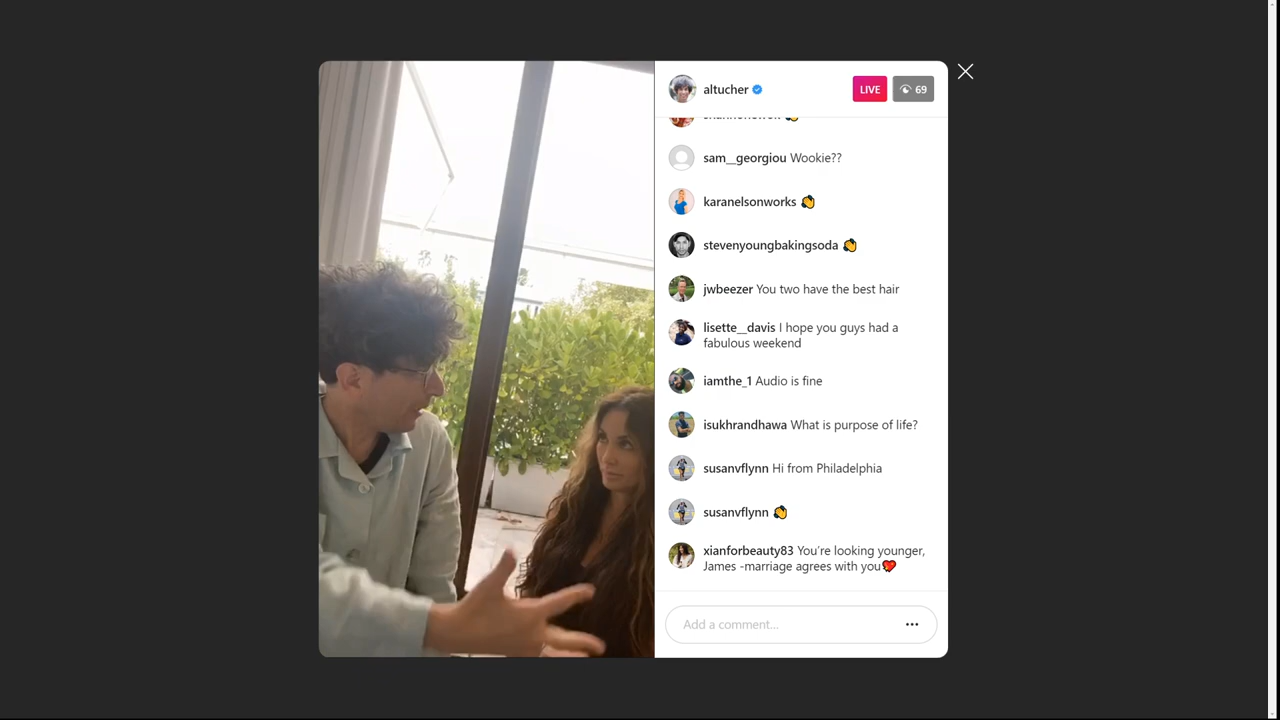 altucher
LIVE
69
sam__georgiou Wookie??
karanelsonworks 👏
stevenyoungbakingsoda 👏
jwbeezer You two have the best hair
lisette__davis I hope you guys had a
fabulous weekend
iamthe_1 Audio is fine
isukhrandhawa What is purpose of life?
susanvflynn Hi from Philadelphia
susanvflynn 👏
xianforbeauty83 You're looking younger,
James -marriage agrees with you💖
Add a comment...